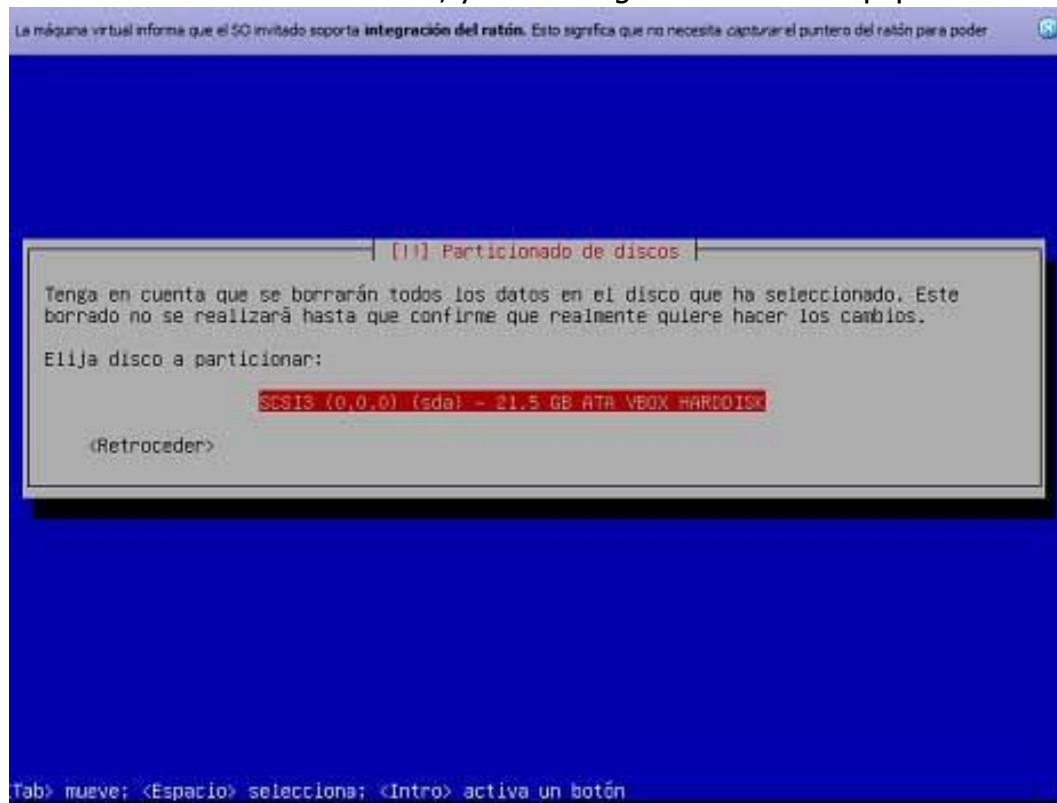 La máquina virtual informa que el SO invitado soporta integración del ratón. Esto significa que no necesita capturar el puntero del ratón para poder
[!!] Particionado de discos
Tenga en cuenta que se borrarán todos los datos en el disco que ha seleccionado. Este
borrado no se realizará hasta que confirme que realmente quiere hacer los cambios.
Elija disco a particionar:
SCSI3 (0,0,0) (sda) - 21.5 GB ATA VBOX HARDDISK
<Retroceder>
<Tab> mueve; <Espacio> selecciona; <Intro> activa un botón